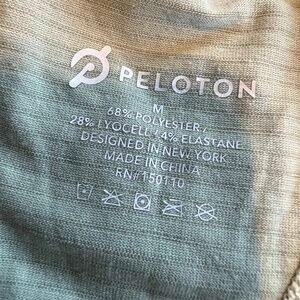 PELOTON
M
68% POLYESTER /
28% LYOCELL / 4% ELASTANE
DESIGNED IN NEW YORK
MADE IN CHINA
RN#150110